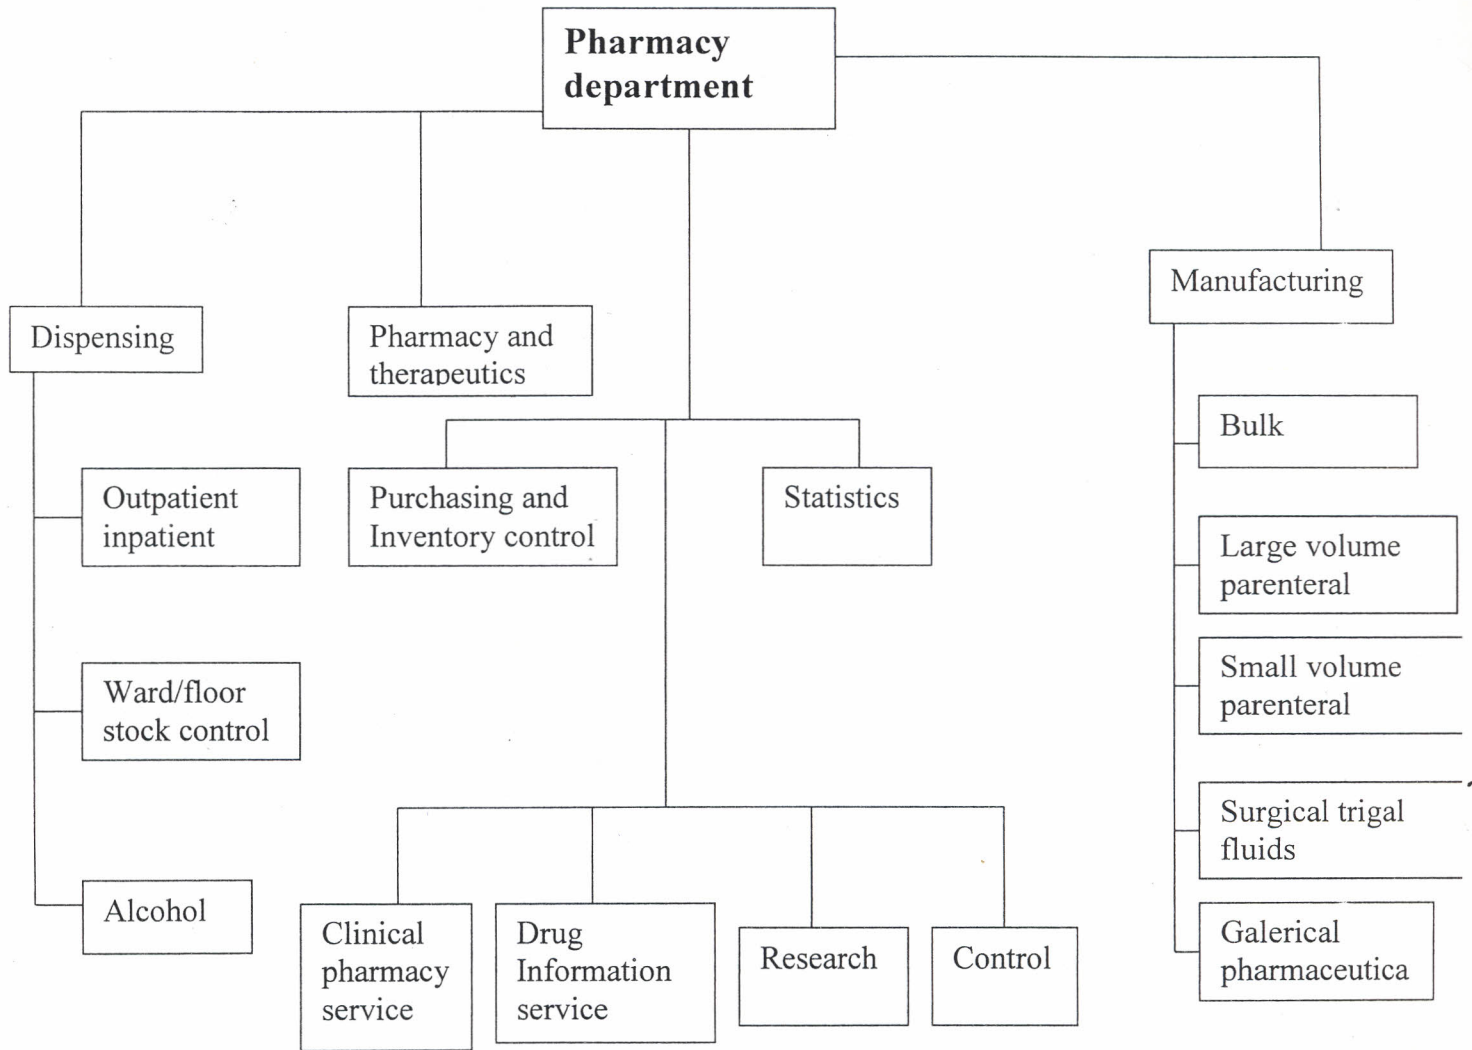 Pharmacy
department
Manufacturing
Dispensing
Pharmacy and
therapeutics
Bulk
Outpatient
inpatient
Purchasing and
Inventory control
Statistics
Large volume
parenteral
Small volume
parenteral
Ward/floor
stock control
Surgical trigal
fluids
Alcohol
Clinical
pharmacy
service
Drug
Information
service
Research
Control
Galerical
pharmaceutica